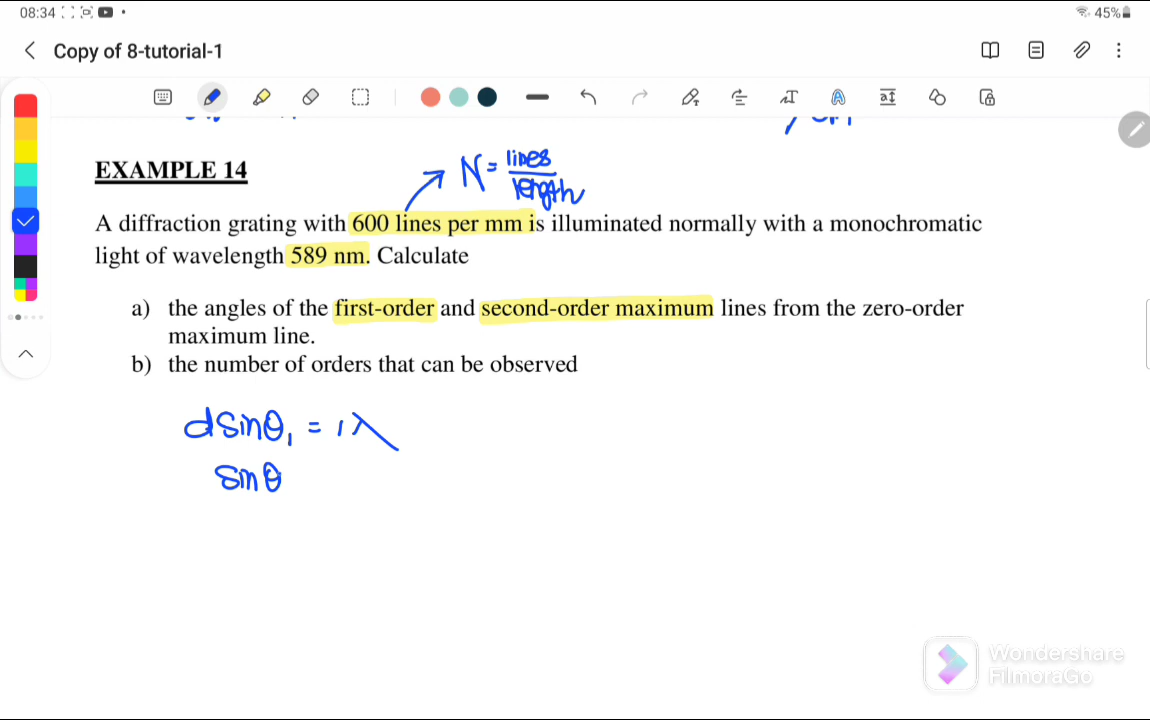 08:34
45%
Copy of 8-tutorial-1
EXAMPLE 14
N = lines
length
A diffraction grating with 600 lines per mm is illuminated normally with a monochromatic
light of wavelength 589 nm. Calculate
a) the angles of the first-order and second-order maximum lines from the zero-order
maximum line.
b) the number of orders that can be observed
dsinθ₁ = 1λ
sinθ
Wondershare
FilmoraGo